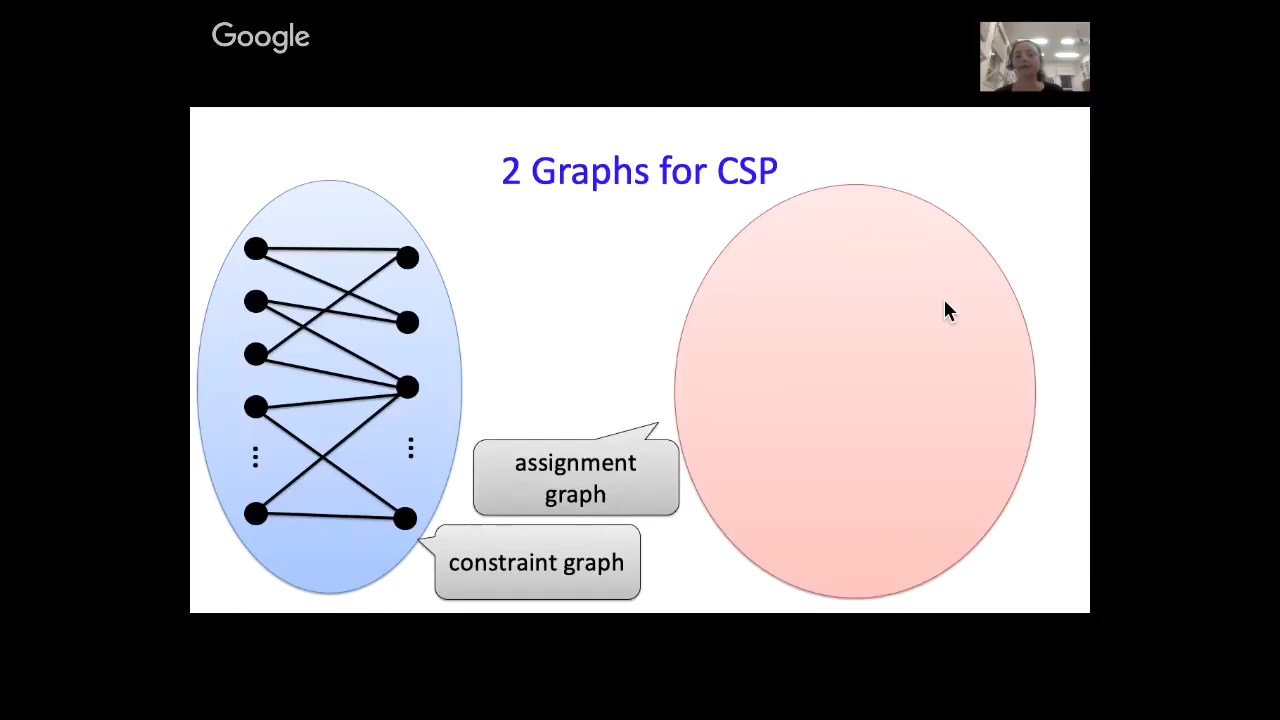 Google
2 Graphs for CSP
assignment
graph
constraint graph